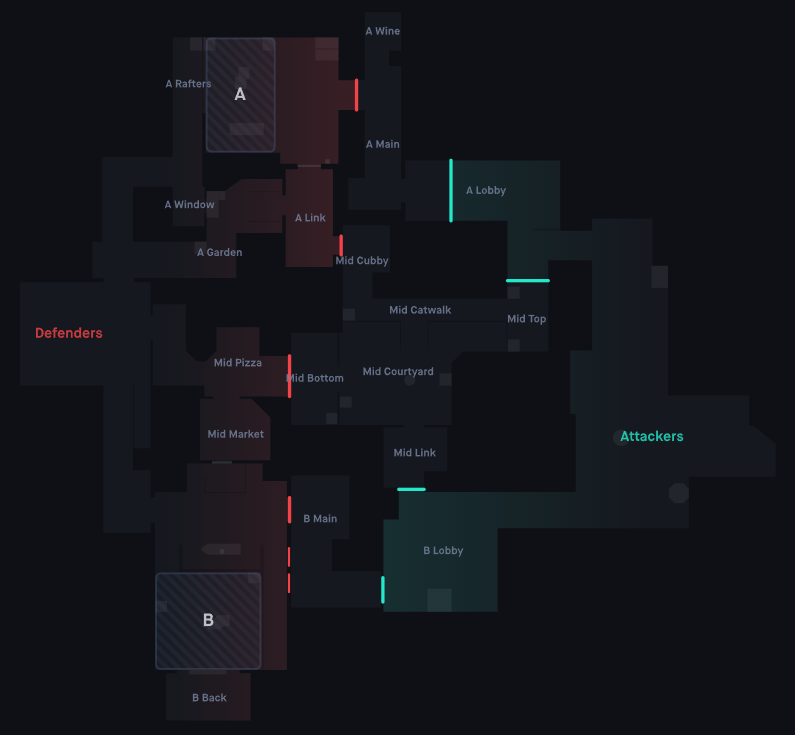 A Wine
A Rafters
A
A Main
A Lobby
A Window
A Link
A Garden
Mid Cubby
Mid Catwalk
Mid Top
Defenders
Mid Pizza
Mid Bottom
Mid Courtyard
Mid Market
Attackers
Mid Link
B Main
B Lobby
B
B Back